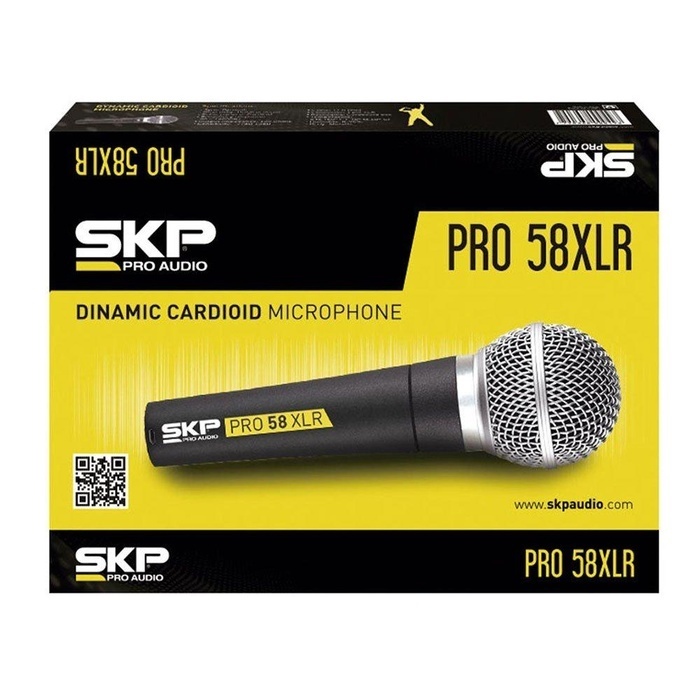 DYNAMIC CARDIOID
MICROPHONE
PRO 58XLR
SKP
PRO AUDIO
SKP
PRO AUDIO
PRO 58XLR
DINAMIC CARDIOID MICROPHONE
SKP
PRO AUDIO
PRO 58 XLR
www.skpaudio.com
SKP
PRO AUDIO
PRO 58XLR